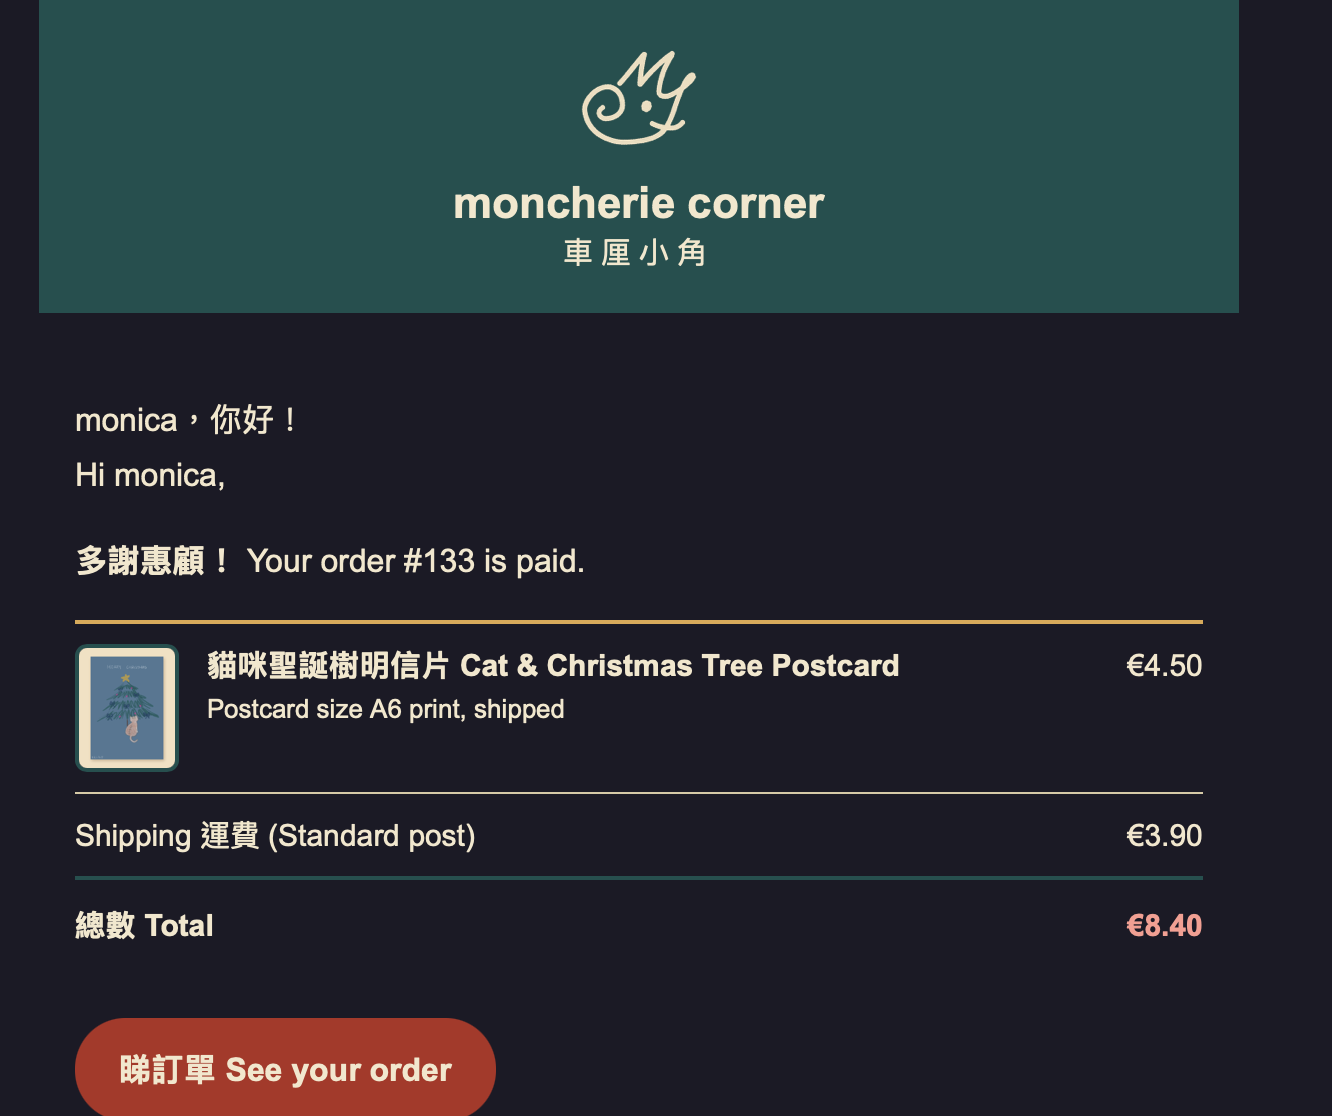 moncherie corner
車厘小角
monica，你好！
Hi monica,
多謝惠顧！ Your order #133 is paid.
貓咪聖誕樹明信片 Cat & Christmas Tree Postcard €4.50
Postcard size A6 print, shipped
Shipping 運費 (Standard post) €3.90
總數 Total €8.40
睇訂單 See your order